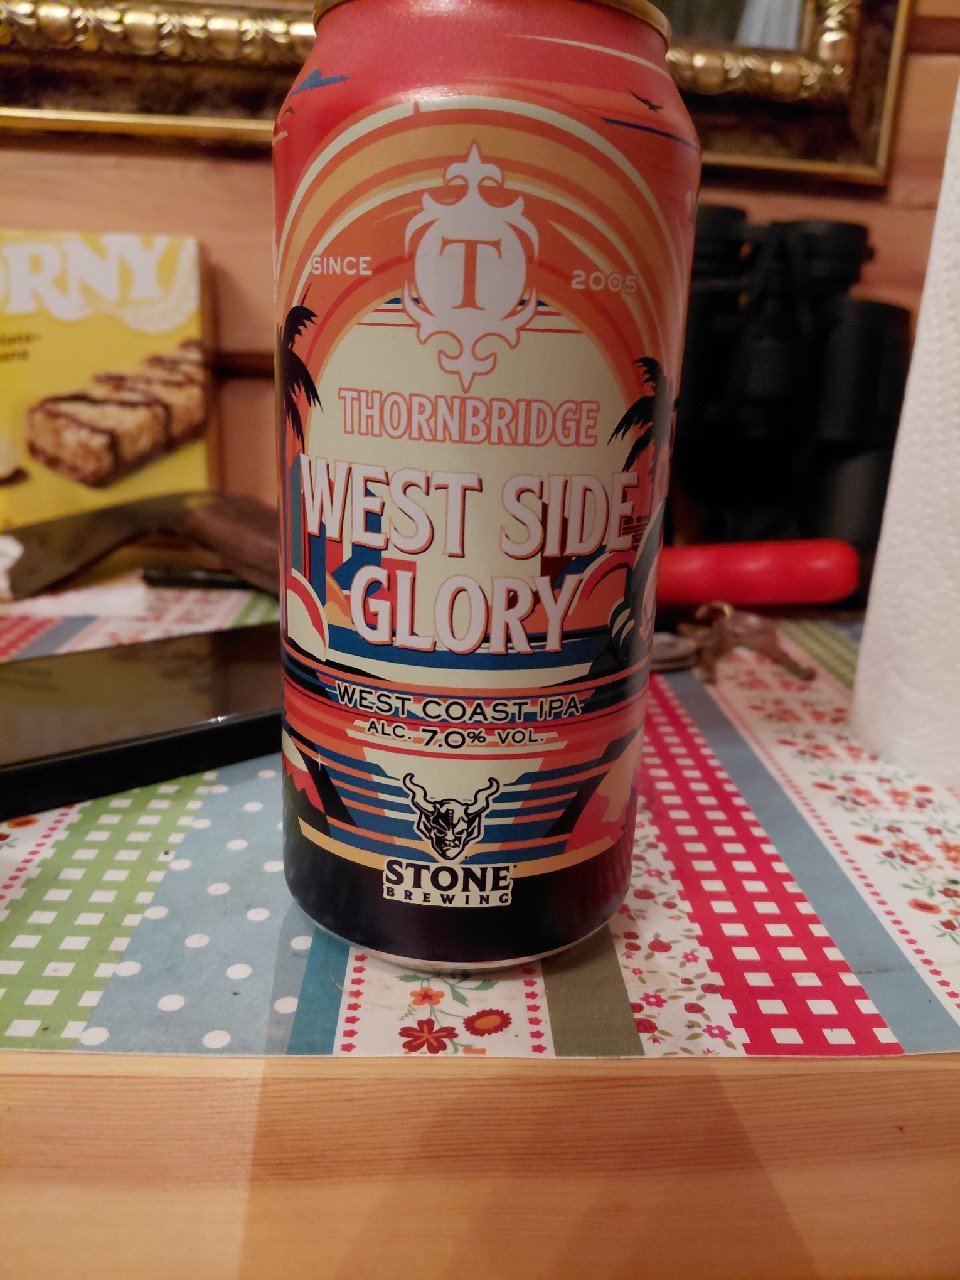 SINCE
2005
T
THORNBRIDGE
WEST SIDE
GLORY
WEST COAST IPA
ALC. 7.0% VOL.
STONE
BREWING
ORNY